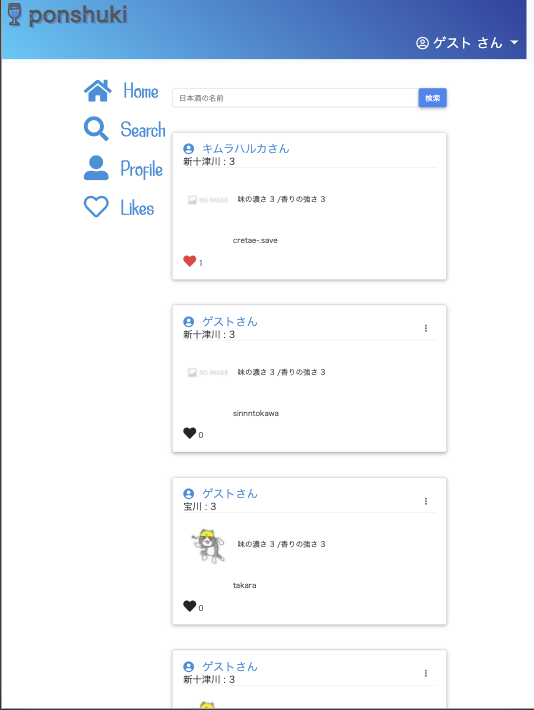 ponshuki
ゲスト さん
Home
Search
Profile
Likes
日本酒の名前
検索
キムラハルカさん
新十津川 : 3
NO IMAGE
味の濃さ 3 /香りの強さ 3
cretae-.save
1
ゲストさん
新十津川 : 3
NO IMAGE
味の濃さ 3 /香りの強さ 3
sinnntokawa
0
ゲストさん
宝川 : 3
味の濃さ 3 /香りの強さ 3
takara
0
ゲストさん
新十津川 : 3